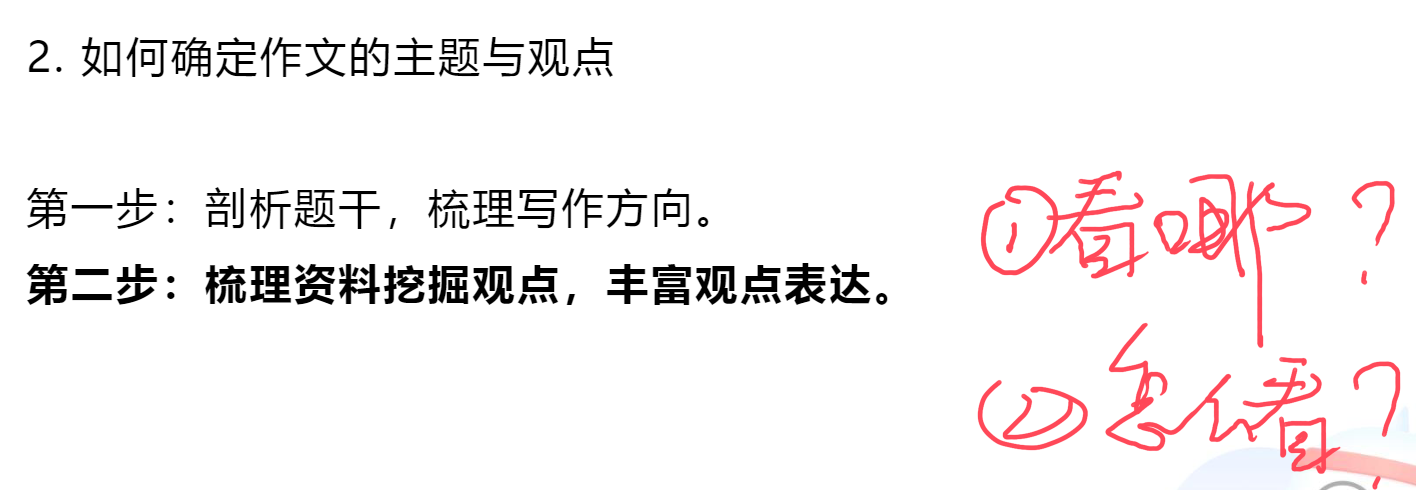 2. 如何确定作文的主题与观点
第一步：剖析题干，梳理写作方向。
第二步：梳理资料挖掘观点，丰富观点表达。
①看哪？
②怎么看？